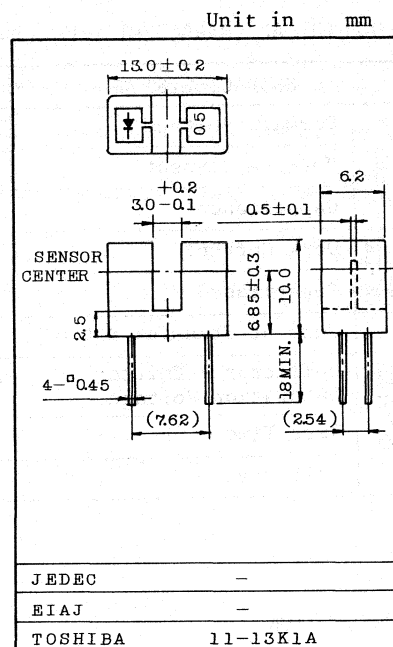 Unit in mm
13.0±0.2
0.5
+0.2
3.0-0.1
0.5±0.1
6.2
SENSOR
CENTER
2.5
6.85±0.3
10.0
18MIN.
4-□0.45
(7.62)
(2.54)
JEDEC —
EIAJ —
TOSHIBA 11-13K1A